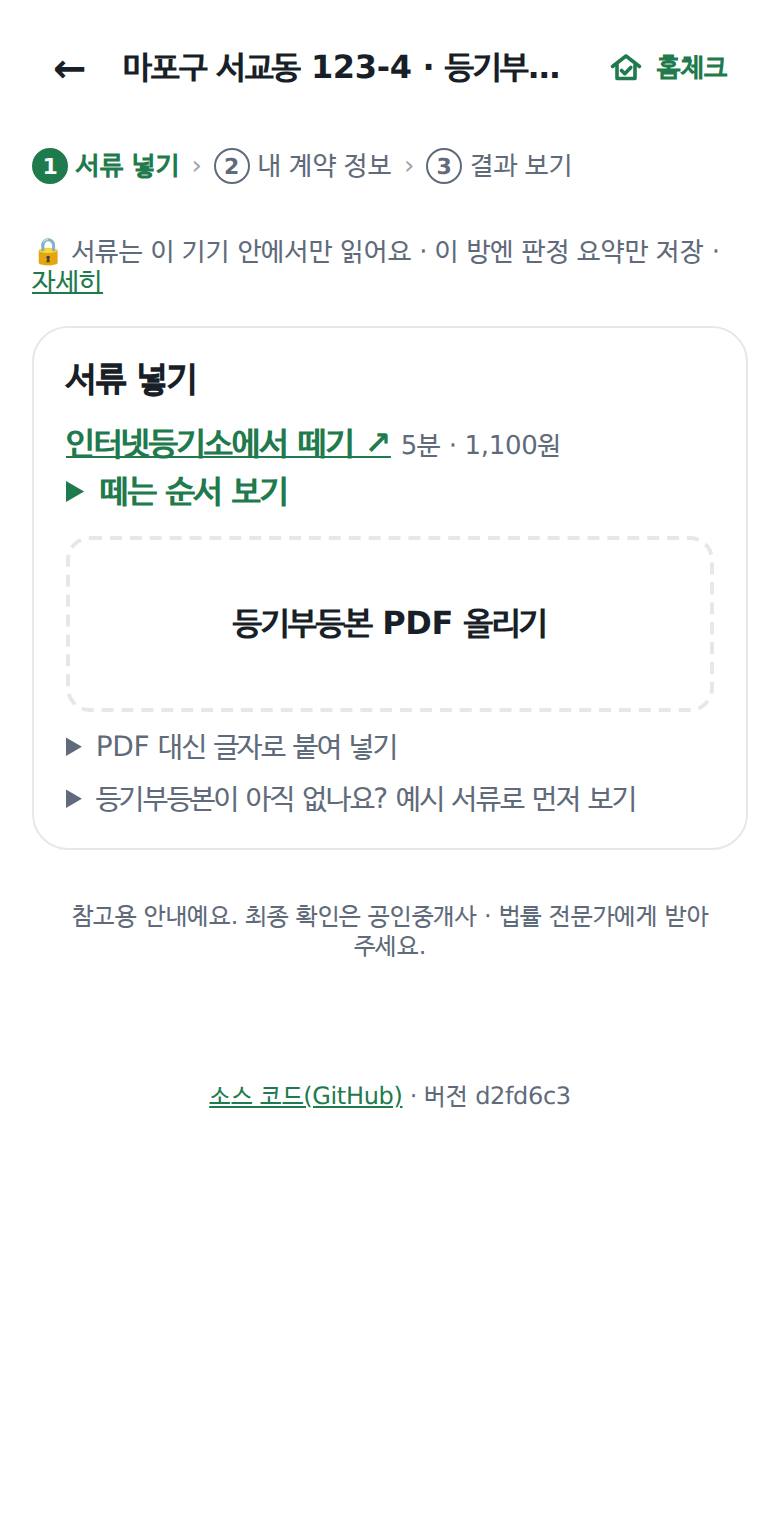 ← 마포구 서교동 123-4 · 등기부… 홈체크
1 서류 넣기 › 2 내 계약 정보 › 3 결과 보기
🔒 서류는 이 기기 안에서만 읽어요 · 이 방엔 판정 요약만 저장 ·
자세히
서류 넣기
인터넷등기소에서 떼기 ↗ 5분 · 1,100원
▶ 떼는 순서 보기
등기부등본 PDF 올리기
▶ PDF 대신 글자로 붙여 넣기
▶ 등기부등본이 아직 없나요? 예시 서류로 먼저 보기
참고용 안내예요. 최종 확인은 공인중개사 · 법률 전문가에게 받아
주세요.
소스 코드(GitHub) · 버전 d2fd6c3